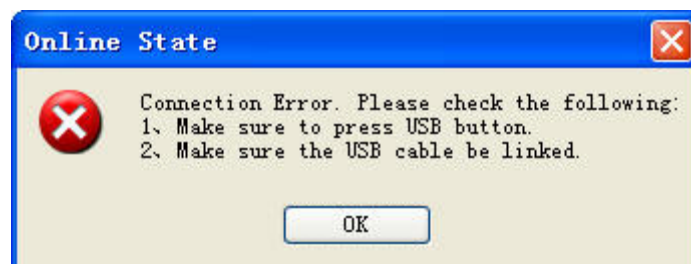 Online State
Connection Error. Please check the following:
1、Make sure to press USB button.
2、Make sure the USB cable be linked.
OK